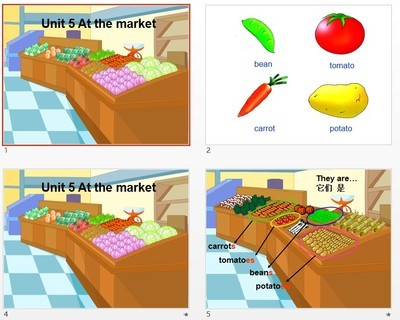 Unit 5 At the market
1
bean
tomato
carrot
potato
2
Unit 5 At the market
4
They are…
它们 是
carrots
tomatoes
beans
potatoes
5